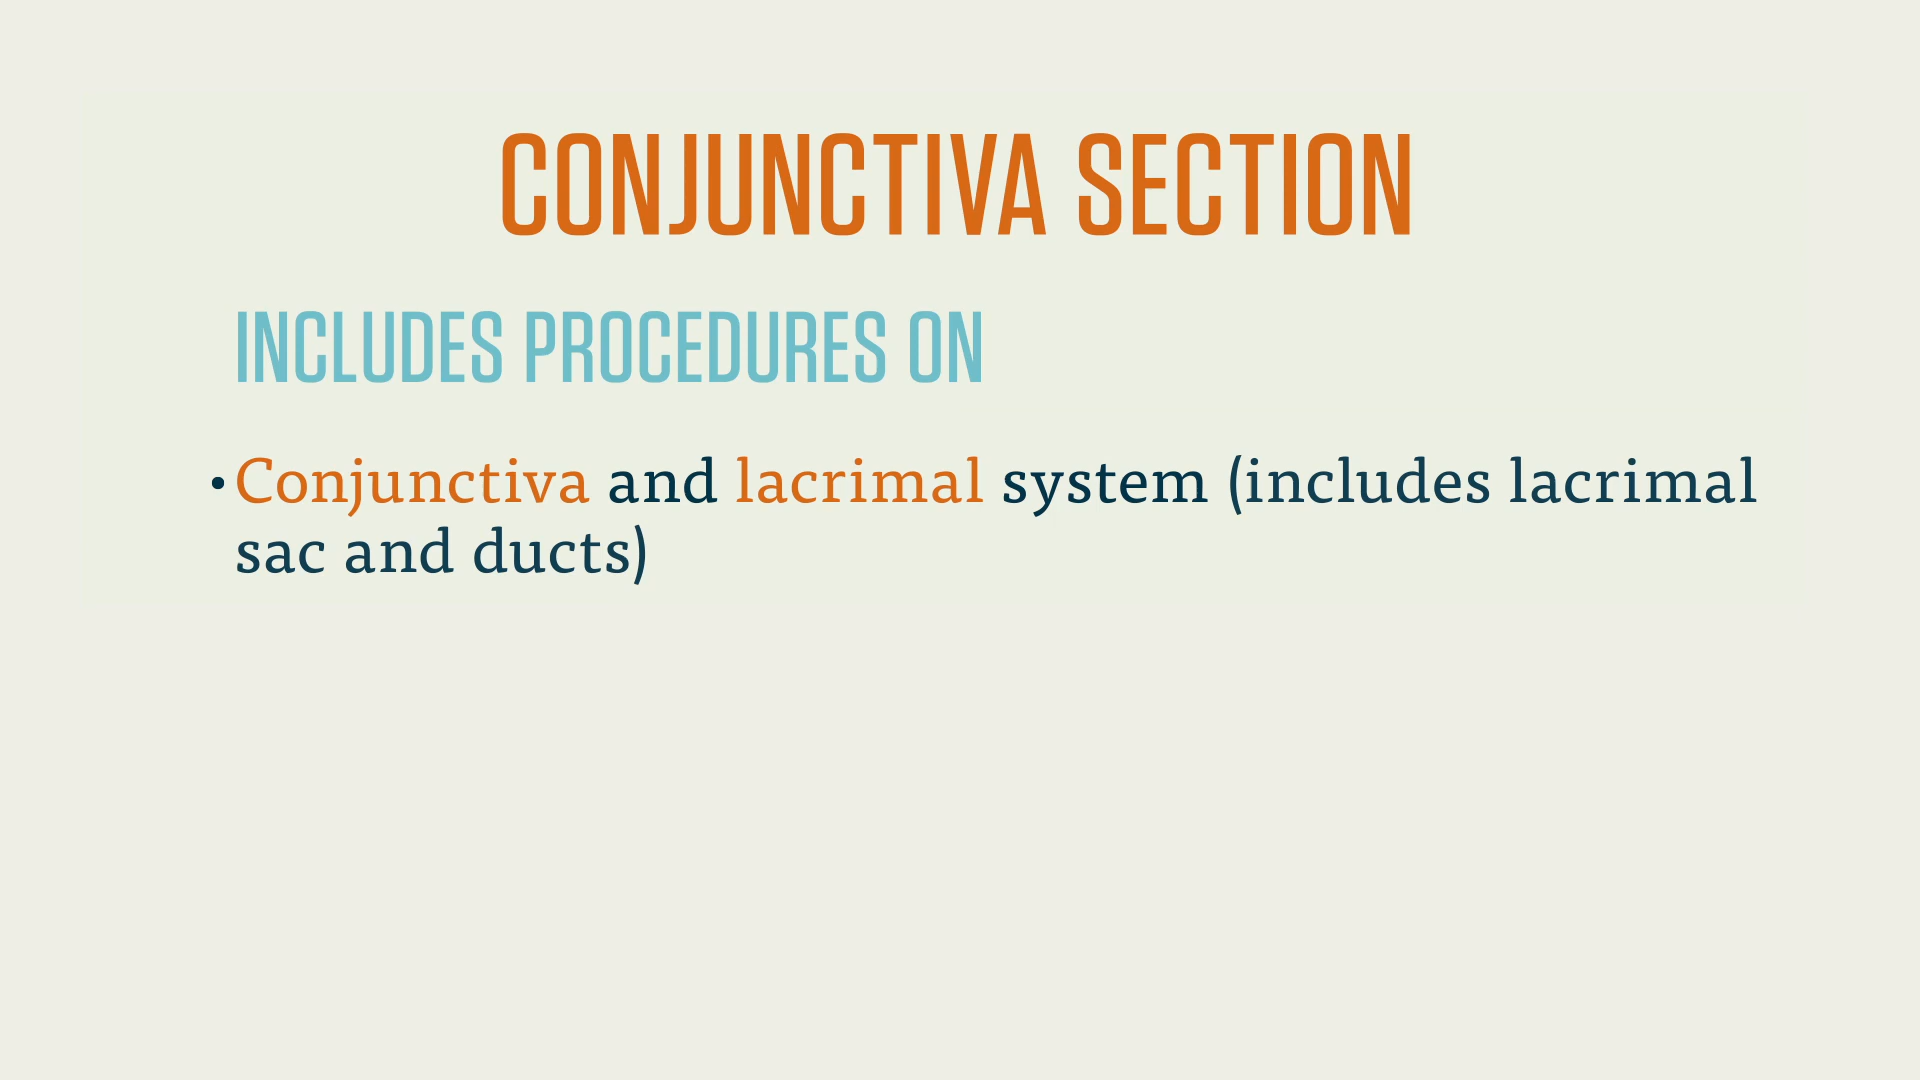 CONJUNCTIVA SECTION
INCLUDES PROCEDURES ON
• Conjunctiva and lacrimal system (includes lacrimal
sac and ducts)